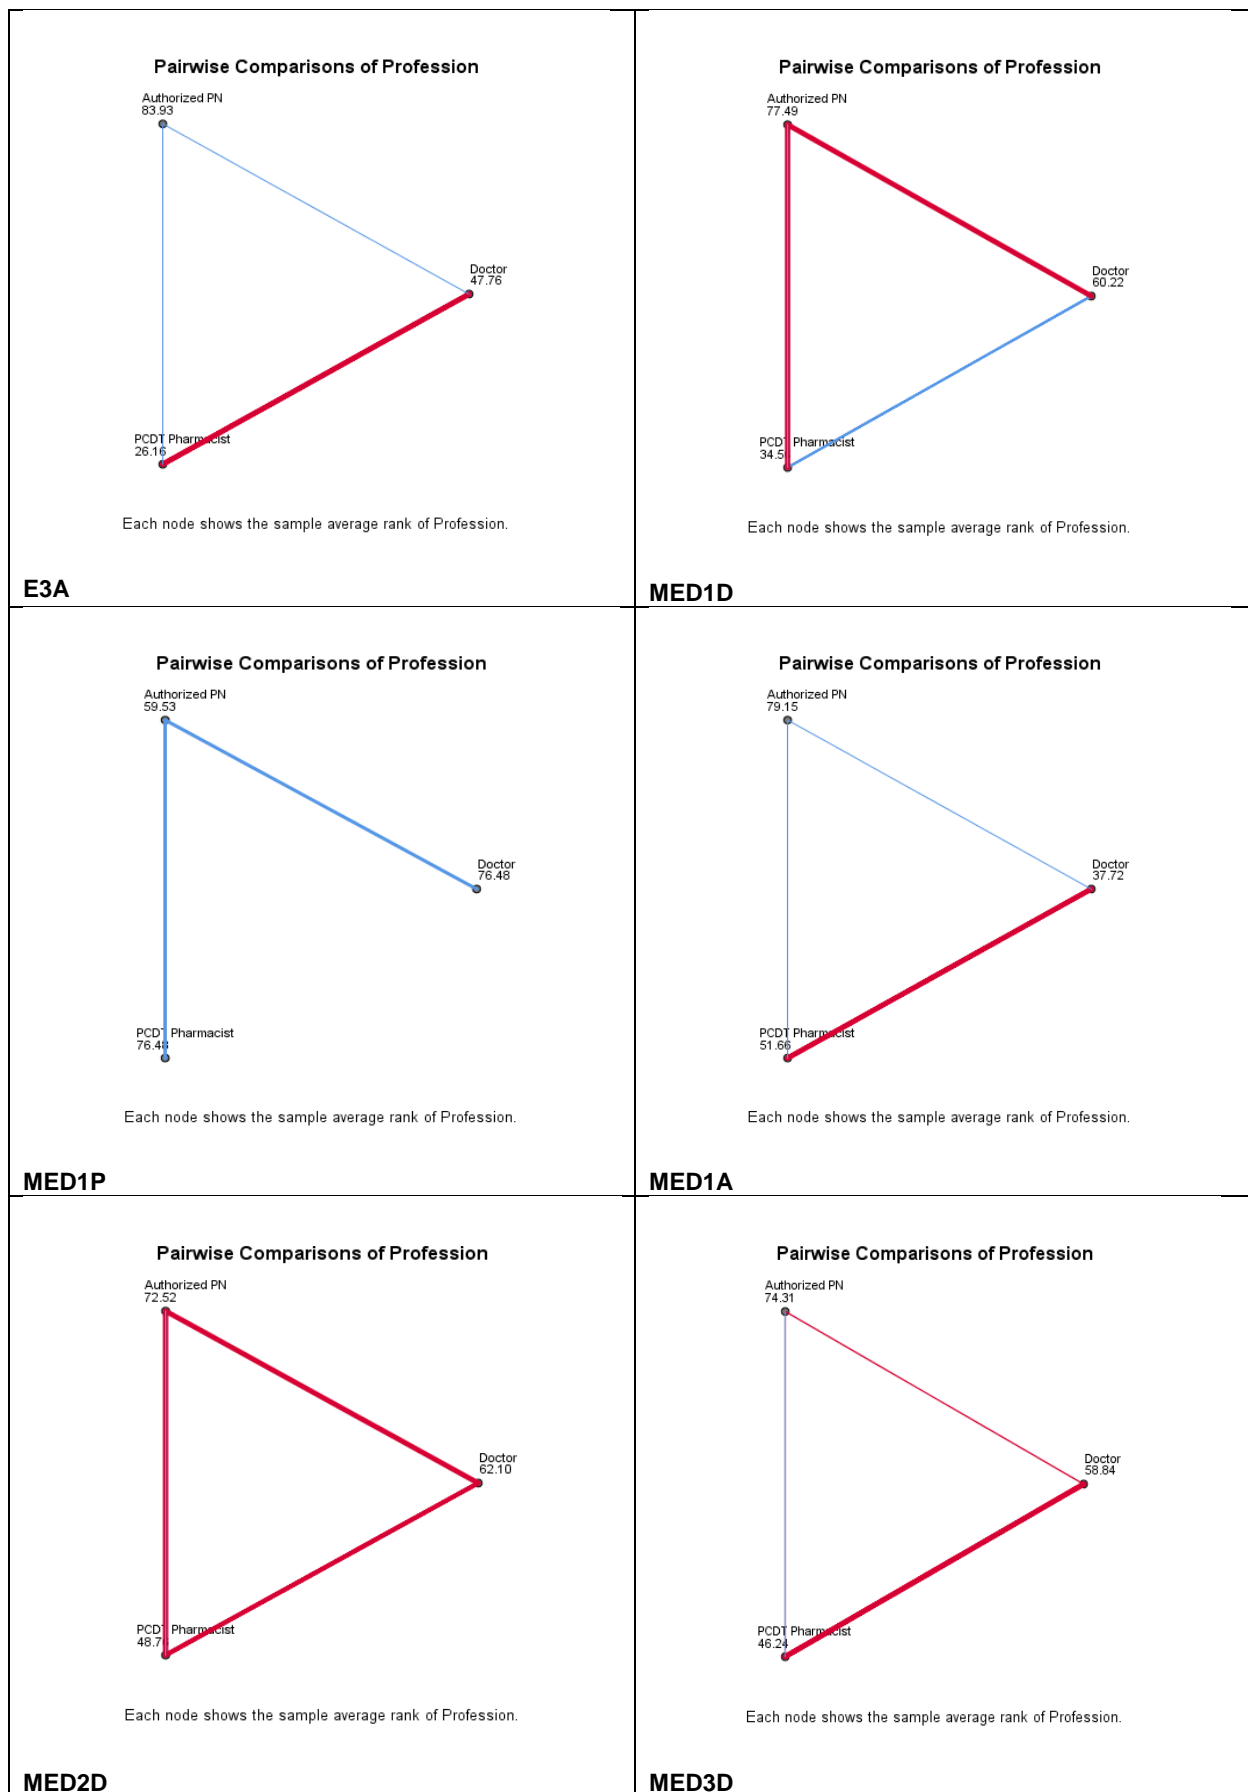 Pairwise Comparisons of Profession
Authorized PN
83.93
Doctor
47.76
PCDT Pharmacist
26.16
Each node shows the sample average rank of Profession.
E3A
Pairwise Comparisons of Profession
Authorized PN
77.49
Doctor
60.22
PCDT Pharmacist
Each node shows the sample average rank of Profession.
MED1D
Pairwise Comparisons of Profession
Authorized PN
59.53
Doctor
76.48
PCDT Pharmacist
76.48
Each node shows the sample average rank of Profession.
MED1P
Pairwise Comparisons of Profession
Authorized PN
79.15
Doctor
37.72
PCDT Pharmacist
51.66
Each node shows the sample average rank of Profession.
MED1A
Pairwise Comparisons of Profession
Authorized PN
72.52
Doctor
62.10
PCDT Pharmacist
Each node shows the sample average rank of Profession.
MED2D
Pairwise Comparisons of Profession
Authorized PN
74.31
Doctor
58.84
PCDT Pharmacist
46.24
Each node shows the sample average rank of Profession.
MED3D